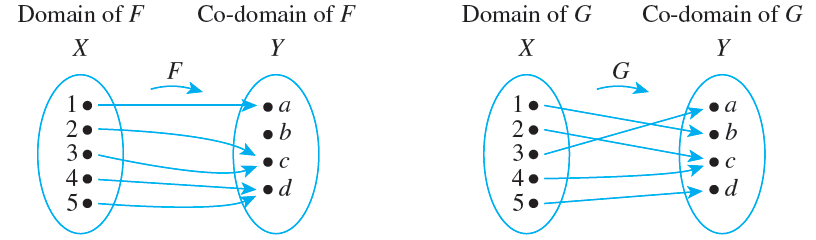 Domain of F Co-domain of F Domain of G Co-domain of G
X Y X Y
F G
1 a 1 a
2 b 2 b
3 c 3 c
4 d 4 d
5 5